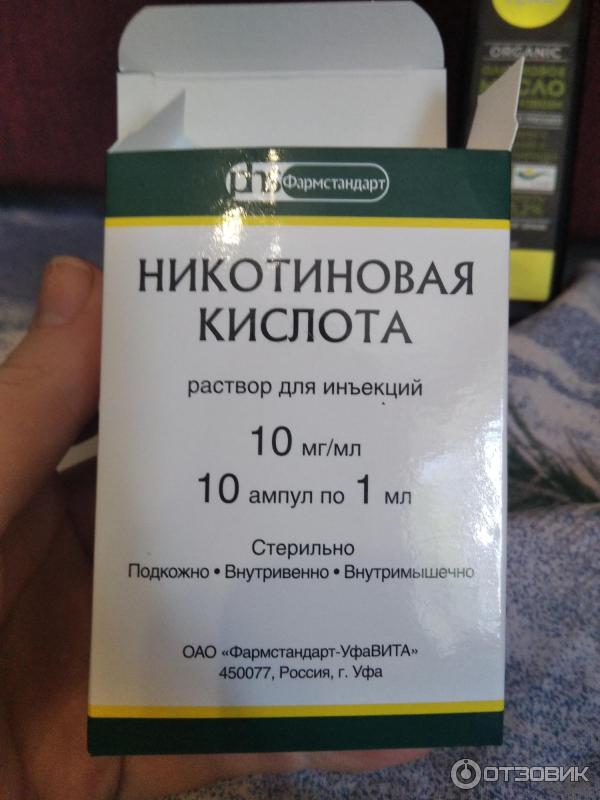 ORGANIC
phs Фармстандарт
НИКОТИНОВАЯ
КИСЛОТА
раствор для инъекций
10 мг/мл
10 ампул по 1 мл
Стерильно
Подкожно • Внутривенно • Внутримышечно
ОАО «Фармстандарт-УфаВИТА»
450077, Россия, г. Уфа
ОТЗОВИК